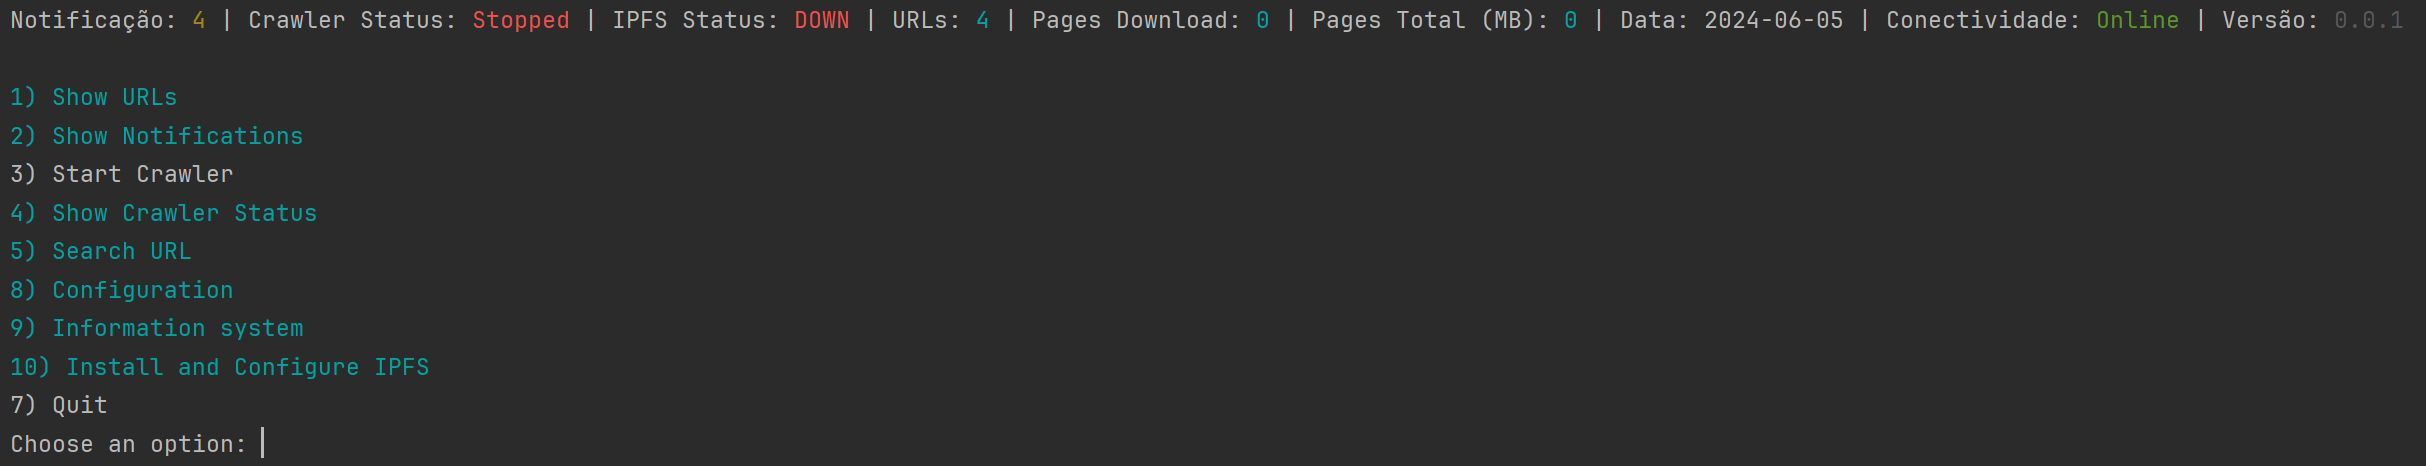 Notificação: 4 | Crawler Status: Stopped | IPFS Status: DOWN | URLs: 4 | Pages Download: 0 | Pages Total (MB): 0 | Data: 2024-06-05 | Conectividade: Online | Versão: 0.0.1
1) Show URLs
2) Show Notifications
3) Start Crawler
4) Show Crawler Status
5) Search URL
8) Configuration
9) Information system
10) Install and Configure IPFS
7) Quit
Choose an option: